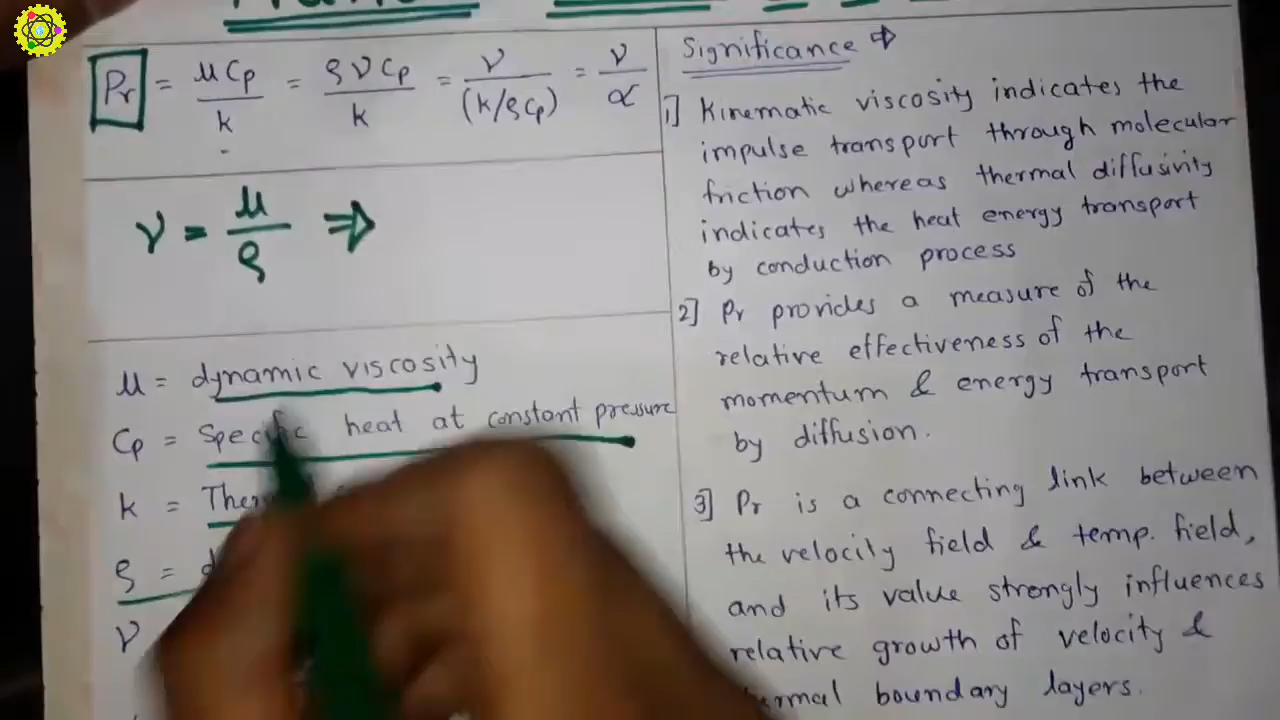 Pr = μCp / k = ρνCp / k = ν / (k/ρCp) = ν / α
ν = μ / ρ ⇒
μ = dynamic viscosity
Cp = Specific heat at constant pressure
k =
ρ =
ν
Significance ⇒
1] Kinematic viscosity indicates the
impulse transport through molecular
friction whereas thermal diffusivity
indicates the heat energy transport
by conduction process
2] Pr provides a measure of the
relative effectiveness of the
momentum & energy transport
by diffusion.
3] Pr is a connecting link between
the velocity field & temp. field,
and its value strongly influences
relative growth of velocity &
boundary layers.